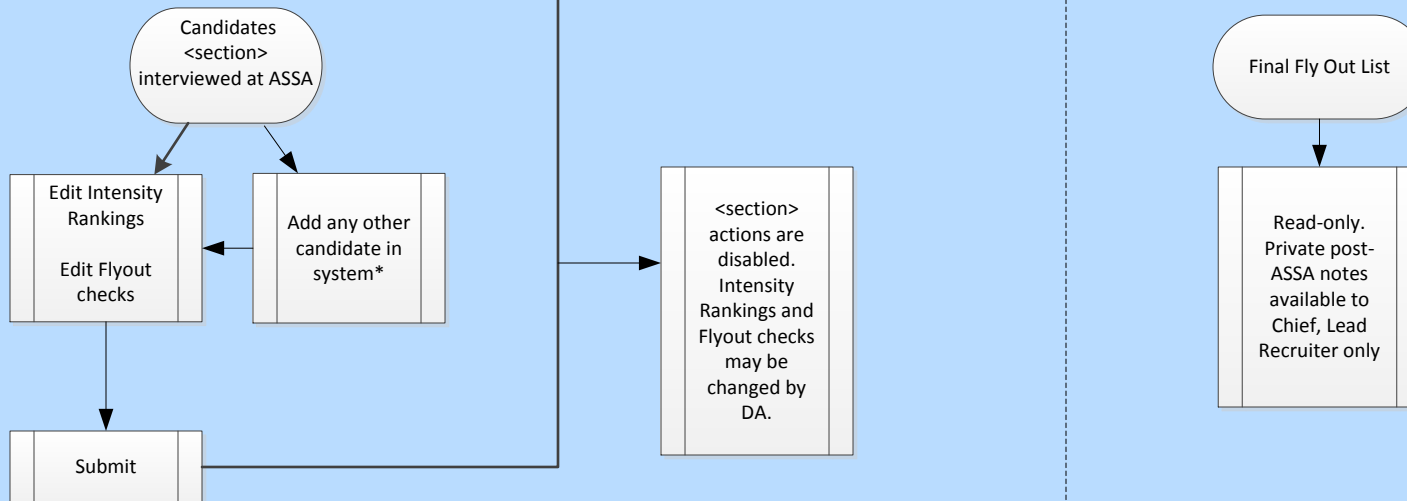 Candidates
<section>
interviewed at ASSA
Edit Intensity
Rankings
Edit Flyout
checks
Add any other
candidate in
system*
Submit
<section>
actions are
disabled.
Intensity
Rankings and
Flyout checks
may be
changed by
DA.
Final Fly Out List
Read-only.
Private post-
ASSA notes
available to
Chief, Lead
Recruiter only